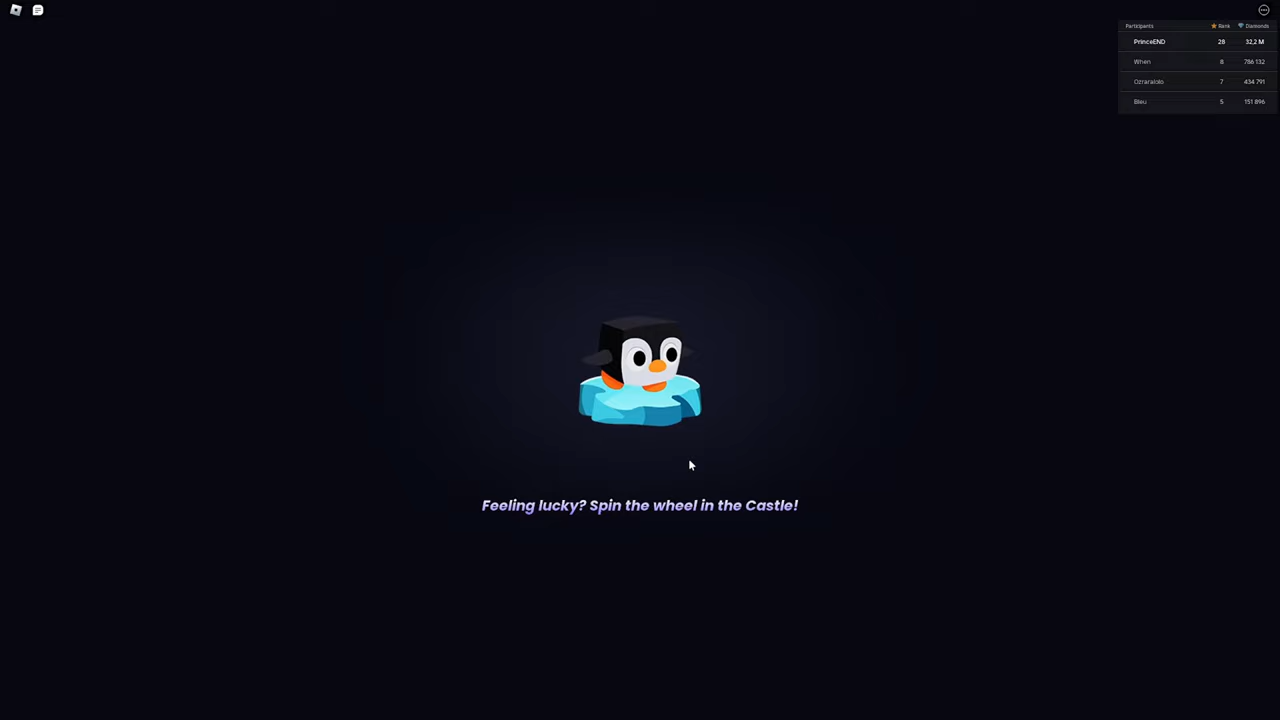 Participants Rank Diamonds
PrinceEND 28 32,2 M
When 8 786 132
Ozraraiolo 7 434 791
Bleu 5 151 896
Feeling lucky? Spin the wheel in the Castle!